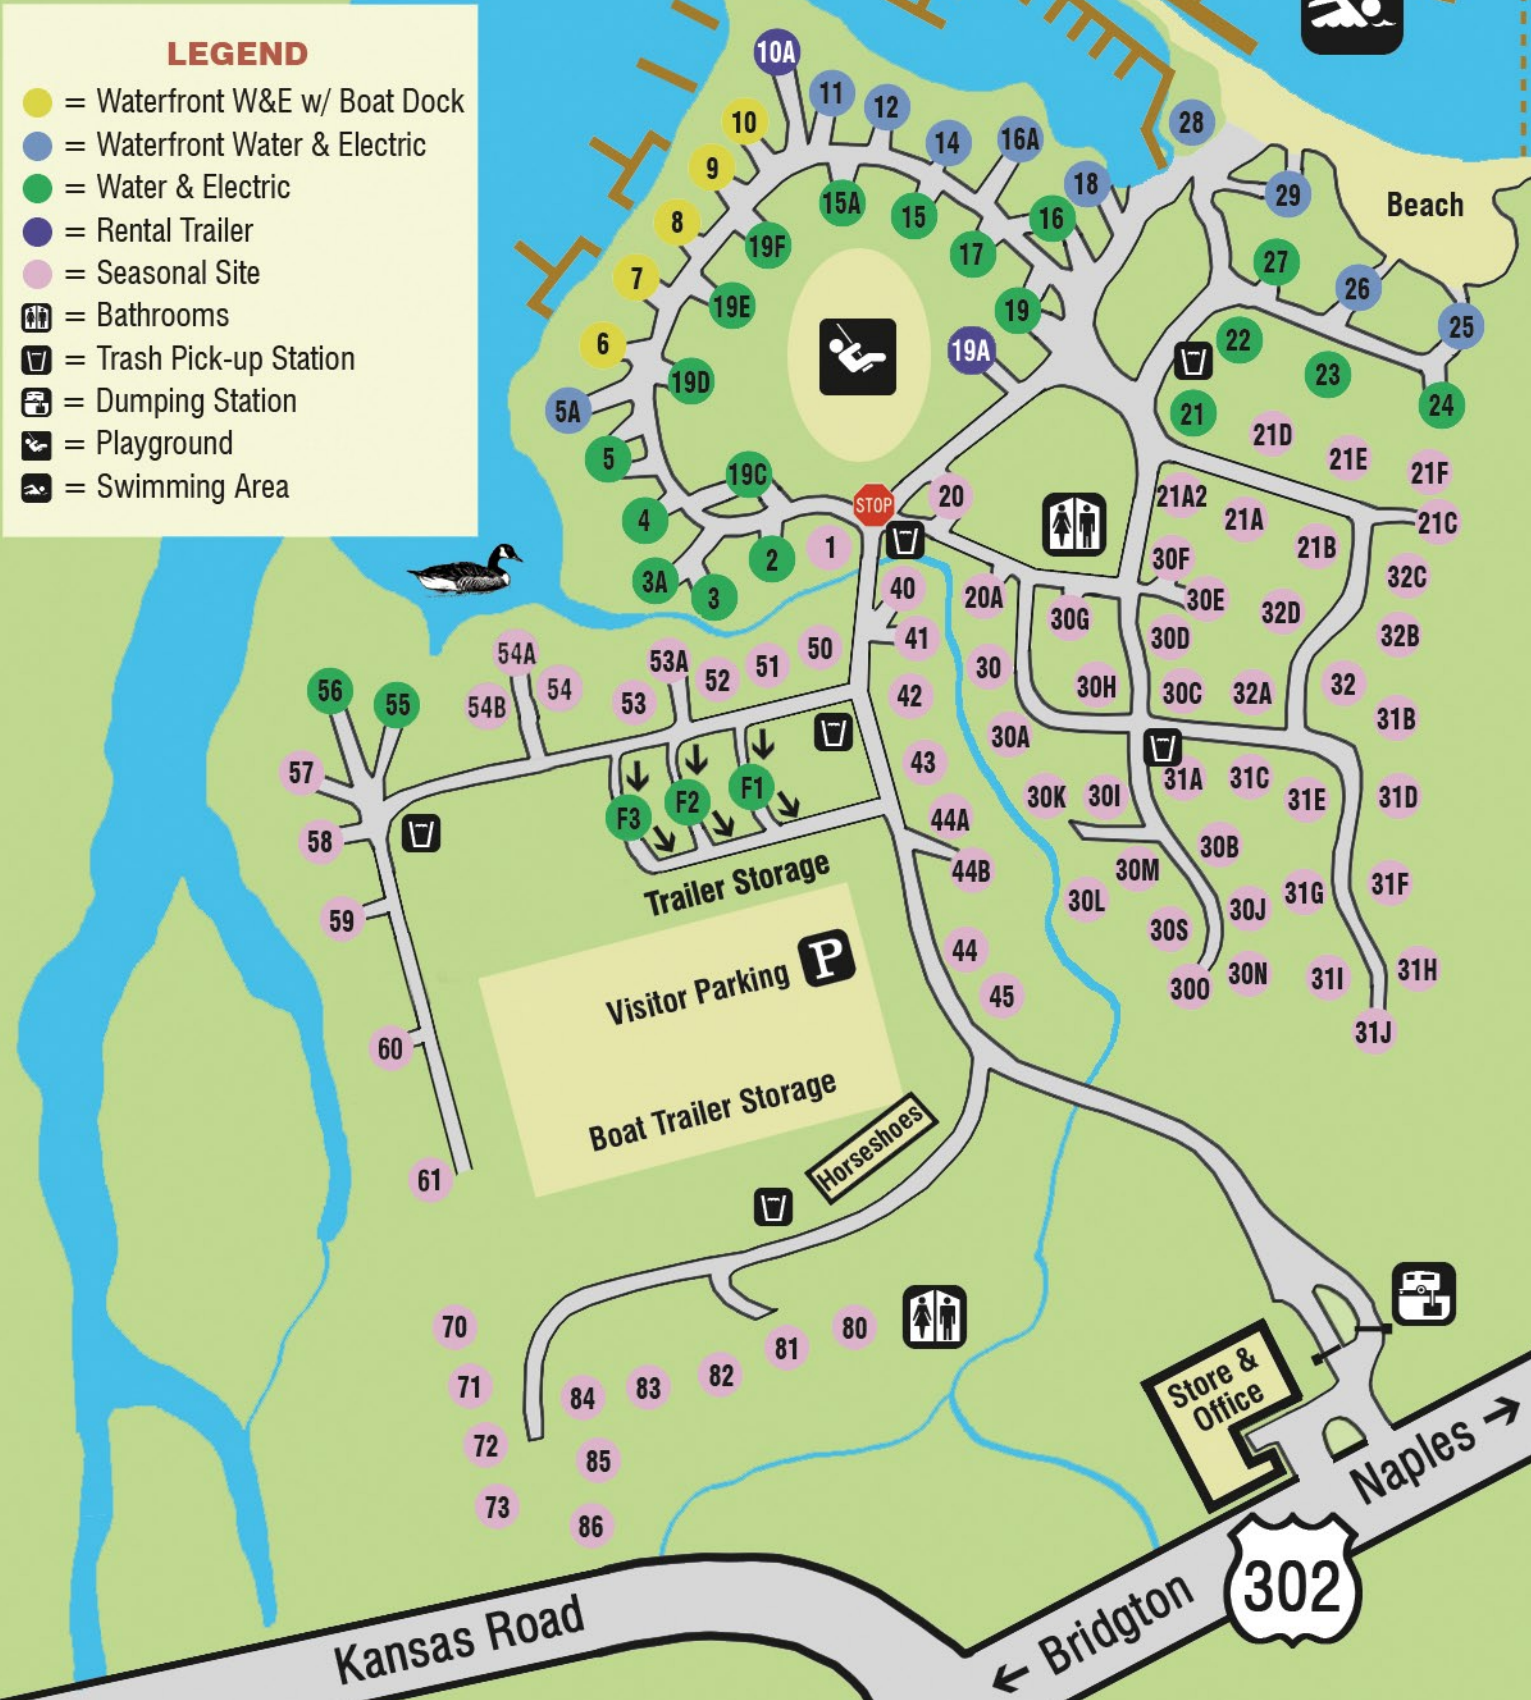 LEGEND
= Waterfront W&E w/ Boat Dock
= Waterfront Water & Electric
= Water & Electric
= Rental Trailer
= Seasonal Site
= Bathrooms
= Trash Pick-up Station
= Dumping Station
= Playground
= Swimming Area
10A
11
12
10
14
16A
28
9
18
29
Beach
15A
15
16
8
19F
17
27
7
19E
19
26
25
6
19A
22
23
19D
5A
21
24
21D
5
21E
19C
21F
20
21A2
STOP
4
21A
21C
1
21B
2
30F
3A
3
40
20A
30E
32C
30G
32D
41
30D
32B
54A
53A
51
50
30
56
55
54B
54
53
52
42
30H
30C
32A
32
31B
30A
57
43
31A
31C
F3
F2
F1
30K
30I
31E
31D
58
44A
30B
44B
30M
Trailer Storage
31F
59
30L
31G
30J
30S
44
Visitor Parking P
45
30O
30N
31I
31H
31J
60
Boat Trailer Storage
Horseshoes
61
70
80
81
71
84
83
82
72
85
73
86
Store &
Office
Naples
302
Bridgton
Kansas Road